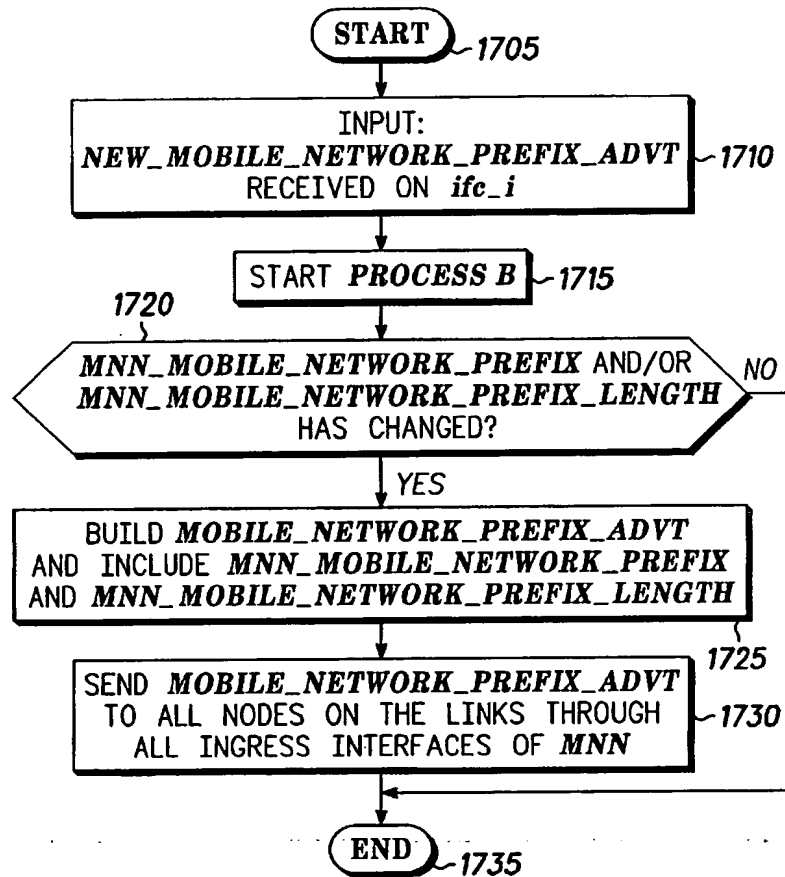 START
1705
INPUT:
NEW_MOBILE_NETWORK_PREFIX_ADVT
RECEIVED ON ifc_i
1710
START PROCESS B
1715
1720
MNN_MOBILE_NETWORK_PREFIX AND/OR
MNN_MOBILE_NETWORK_PREFIX_LENGTH
HAS CHANGED?
NO
YES
BUILD MOBILE_NETWORK_PREFIX_ADVT
AND INCLUDE MNN_MOBILE_NETWORK_PREFIX
AND MNN_MOBILE_NETWORK_PREFIX_LENGTH
1725
SEND MOBILE_NETWORK_PREFIX_ADVT
TO ALL NODES ON THE LINKS THROUGH
ALL INGRESS INTERFACES OF MNN
1730
END
1735